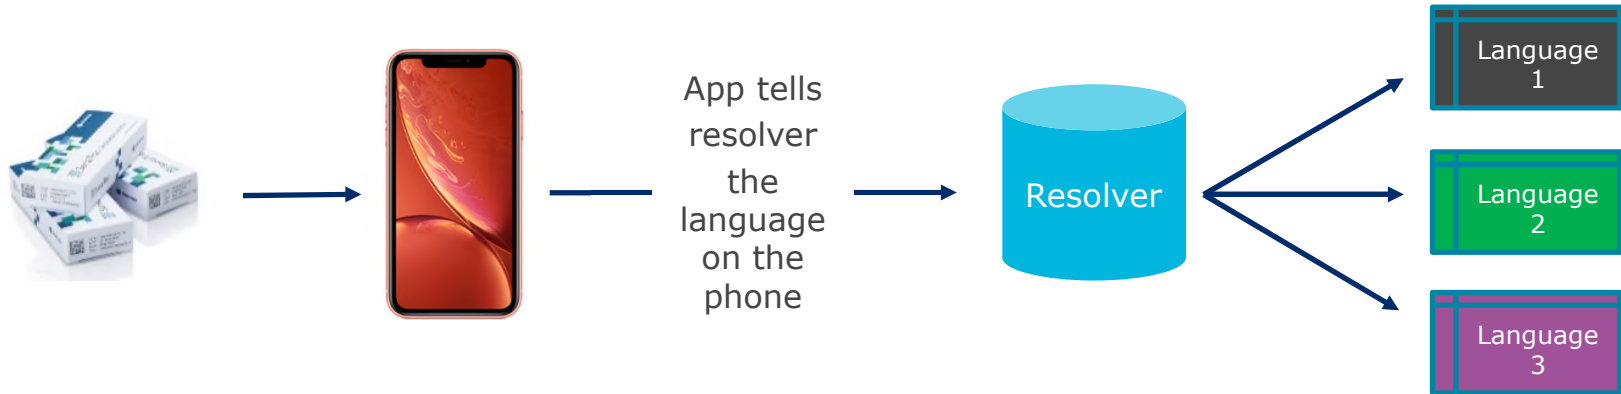 App tells
resolver
the
language
on the
phone
Resolver
Language
1
Language
2
Language
3